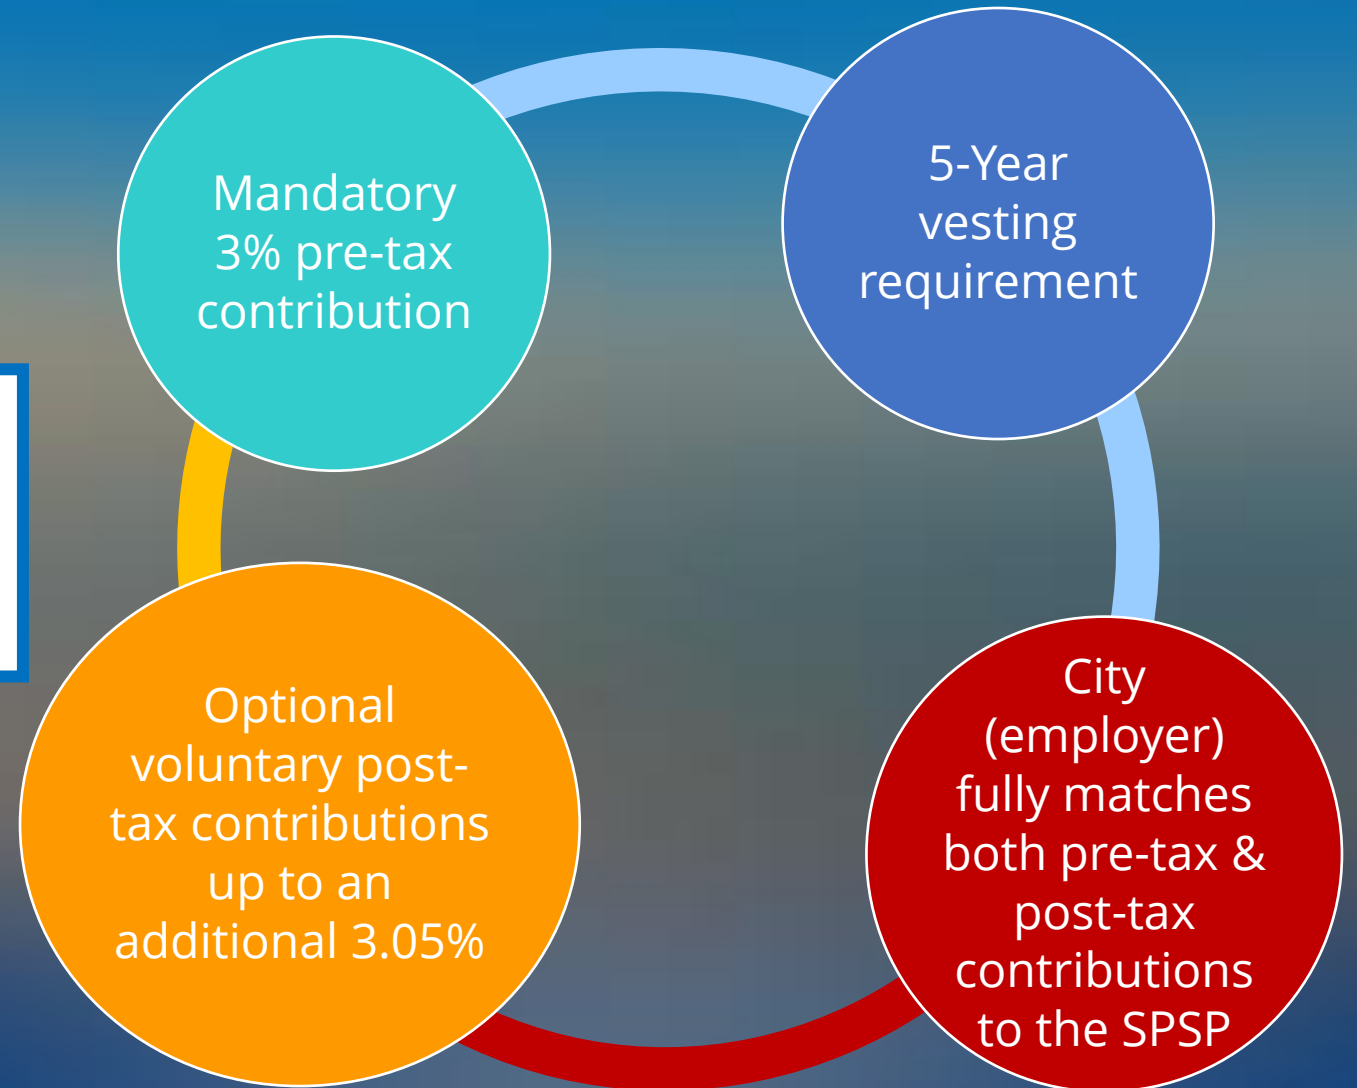 Mandatory
3% pre-tax
contribution
5-Year
vesting
requirement
Optional
voluntary post-
tax contributions
up to an
additional 3.05%
City
(employer)
fully matches
both pre-tax &
post-tax
contributions
to the SPSP